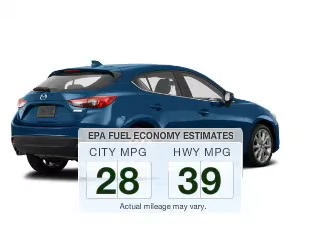 EPA FUEL ECONOMY ESTIMATES
CITY MPG HWY MPG
28 39
Actual mileage may vary.